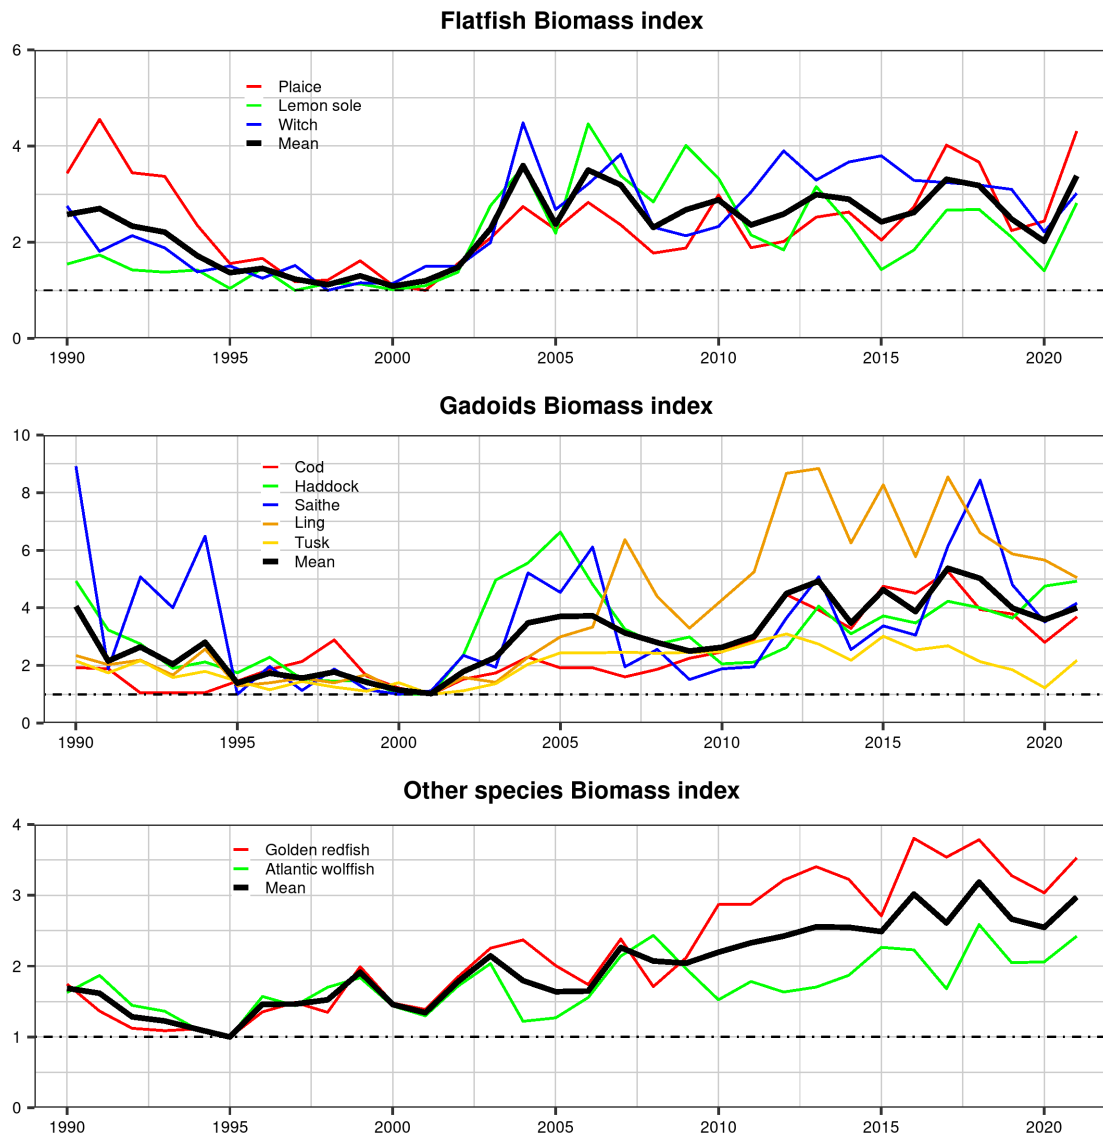 Flatfish Biomass index
6
4
2
0
Plaice
Lemon sole
Witch
Mean
1990 1995 2000 2005 2010 2015 2020
Gadoids Biomass index
10
8
6
4
2
0
Cod
Haddock
Saithe
Ling
Tusk
Mean
1990 1995 2000 2005 2010 2015 2020
Other species Biomass index
4
3
2
1
0
Golden redfish
Atlantic wolffish
Mean
1990 1995 2000 2005 2010 2015 2020